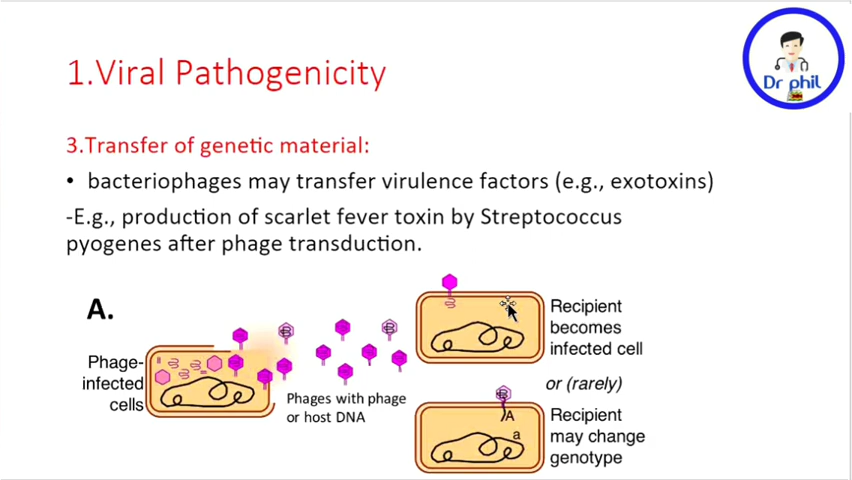 1.Viral Pathogenicity
Dr phil
3.Transfer of genetic material:
• bacteriophages may transfer virulence factors (e.g., exotoxins)
-E.g., production of scarlet fever toxin by Streptococcus
pyogenes after phage transduction.
A.
Phage-
infected
cells
Phages with phage
or host DNA
Recipient
becomes
infected cell
or (rarely)
A
a
Recipient
may change
genotype